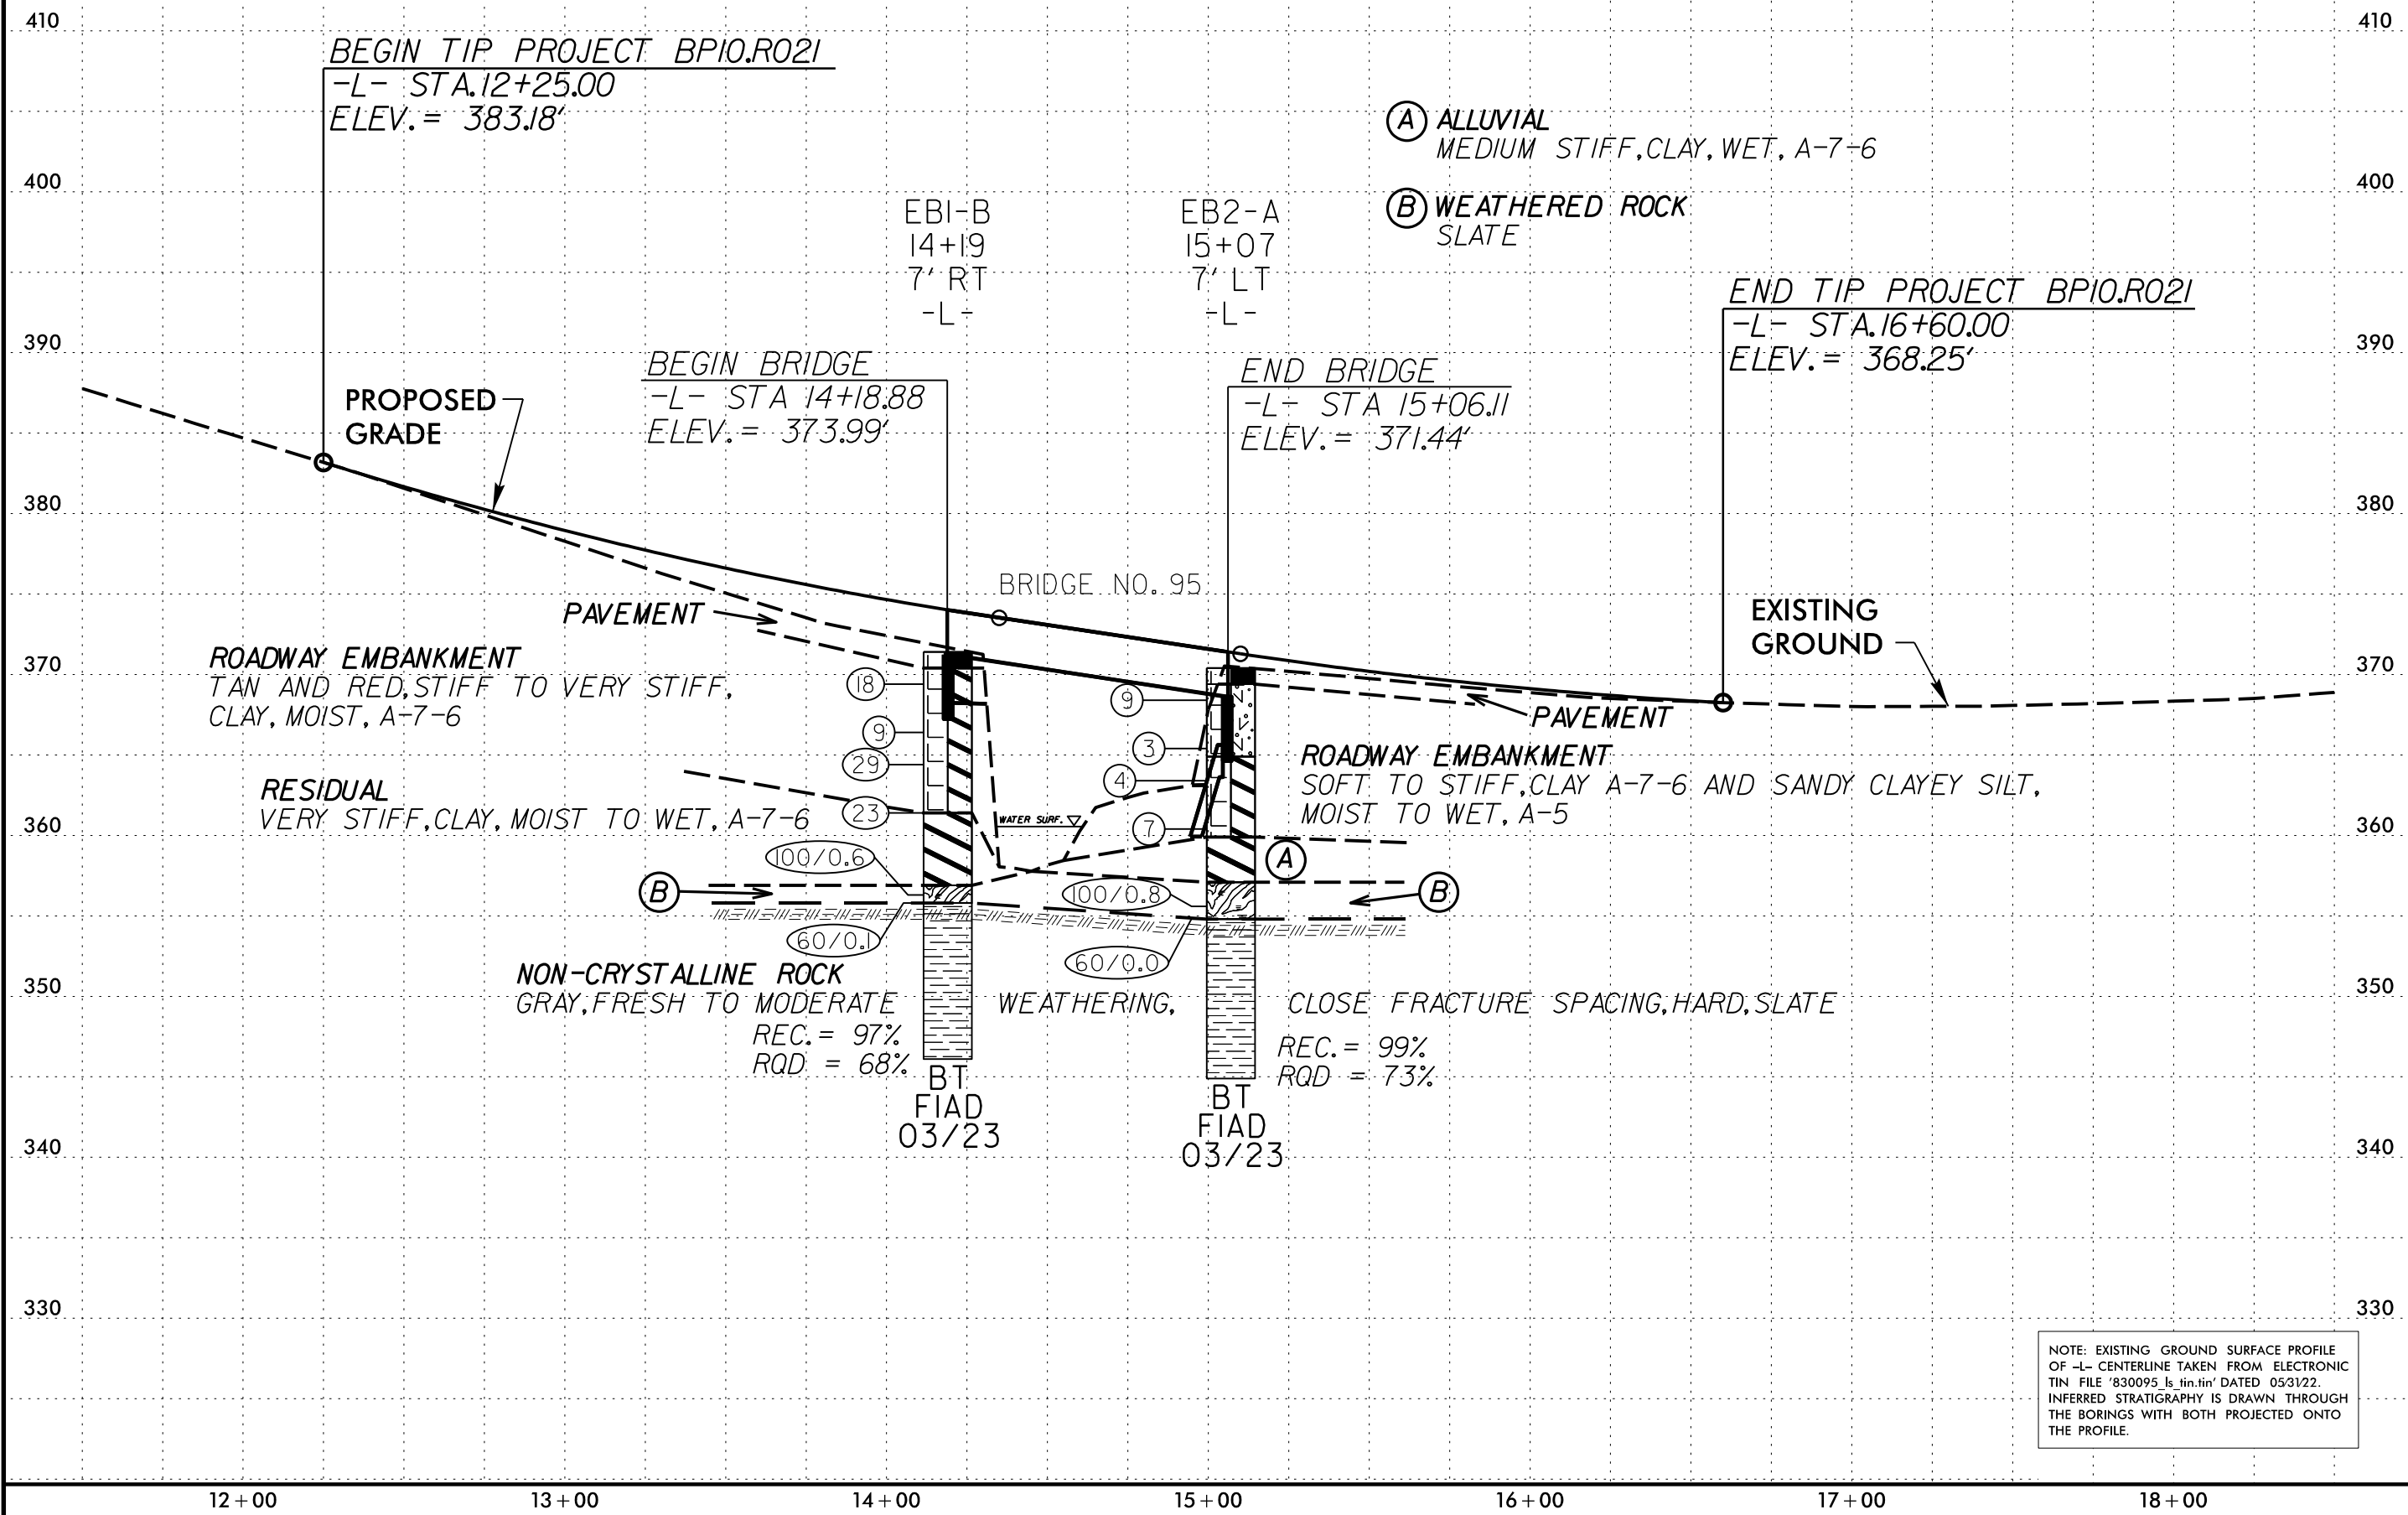 410
410
BEGIN TIP PROJECT BP10.R021
-L- STA.12+25.00
ELEV. = 383.18'
A ALLUVIAL
MEDIUM STIFF, CLAY, WET, A-7-6
400
400
B WEATHERED ROCK
SLATE
EB1-B
14+19
7' RT
-L-
EB2-A
15+07
7' LT
-L-
END TIP PROJECT BP10.R021
-L- STA.16+60.00
ELEV. = 368.25'
390
390
BEGIN BRIDGE
-L- STA 14+18.88
ELEV. = 373.99'
END BRIDGE
-L- STA 15+06.11
ELEV. = 371.44'
PROPOSED
GRADE
380
380
BRIDGE NO. 95
PAVEMENT
EXISTING
GROUND
370
370
ROADWAY EMBANKMENT
TAN AND RED, STIFF TO VERY STIFF,
CLAY, MOIST, A-7-6
18
9
29
23
9
3
4
7
PAVEMENT
ROADWAY EMBANKMENT
SOFT TO STIFF, CLAY A-7-6 AND SANDY CLAYEY SILT,
MOIST TO WET, A-5
RESIDUAL
VERY STIFF, CLAY, MOIST TO WET, A-7-6
WATER SURF.
360
360
100/0.6
A
B
100/0.8
B
60/0.1
60/0.0
NON-CRYSTALLINE ROCK
GRAY, FRESH TO MODERATE WEATHERING, CLOSE FRACTURE SPACING, HARD, SLATE
350
350
REC. = 97%
RQD = 68%
REC. = 99%
RQD = 73%
BT
FIAD
03/23
BT
FIAD
03/23
340
340
330
330
NOTE: EXISTING GROUND SURFACE PROFILE
OF -L- CENTERLINE TAKEN FROM ELECTRONIC
TIN FILE '830095_ls_tin.tin' DATED 05/31/22.
INFERRED STRATIGRAPHY IS DRAWN THROUGH
THE BORINGS WITH BOTH PROJECTED ONTO
THE PROFILE.
12+00 13+00 14+00 15+00 16+00 17+00 18+00